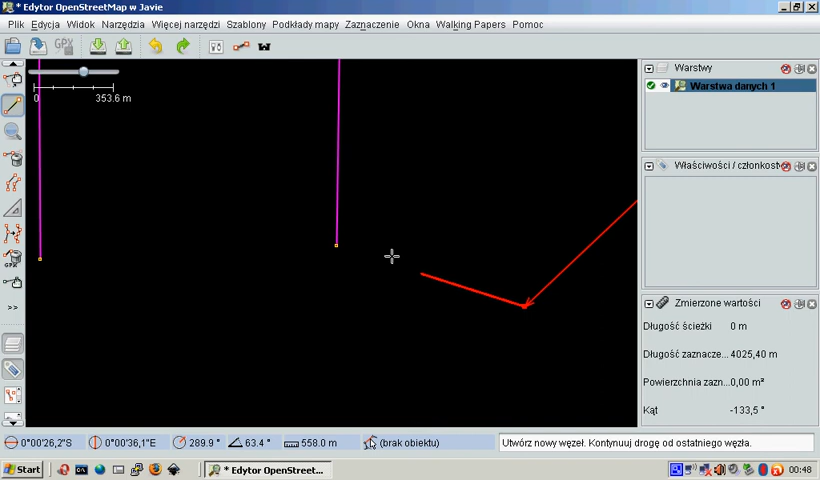 * Edytor OpenStreetMap w Javie
Plik Edycja Widok Narzędzia Więcej narzędzi Szablony Podkłady mapy Zaznaczenie Okna Walking Papers Pomoc
GPX
0 353.6 m
GPX
>>
Warstwy
Warstwa danych 1
Właściwości / członkost
Zmierzone wartości
Długość ścieżki 0 m
Długość zaznacze... 4025,40 m
Powierzchnia zazn... 0,00 m²
Kąt -133,5 °
0°00'26,2"S 0°00'36,1"E 289.9 ° 63.4 ° 558.0 m (brak obiektu) Utwórz nowy węzeł. Kontynuuj drogę od ostatniego węzła.
Start * Edytor OpenStreet... 00:48